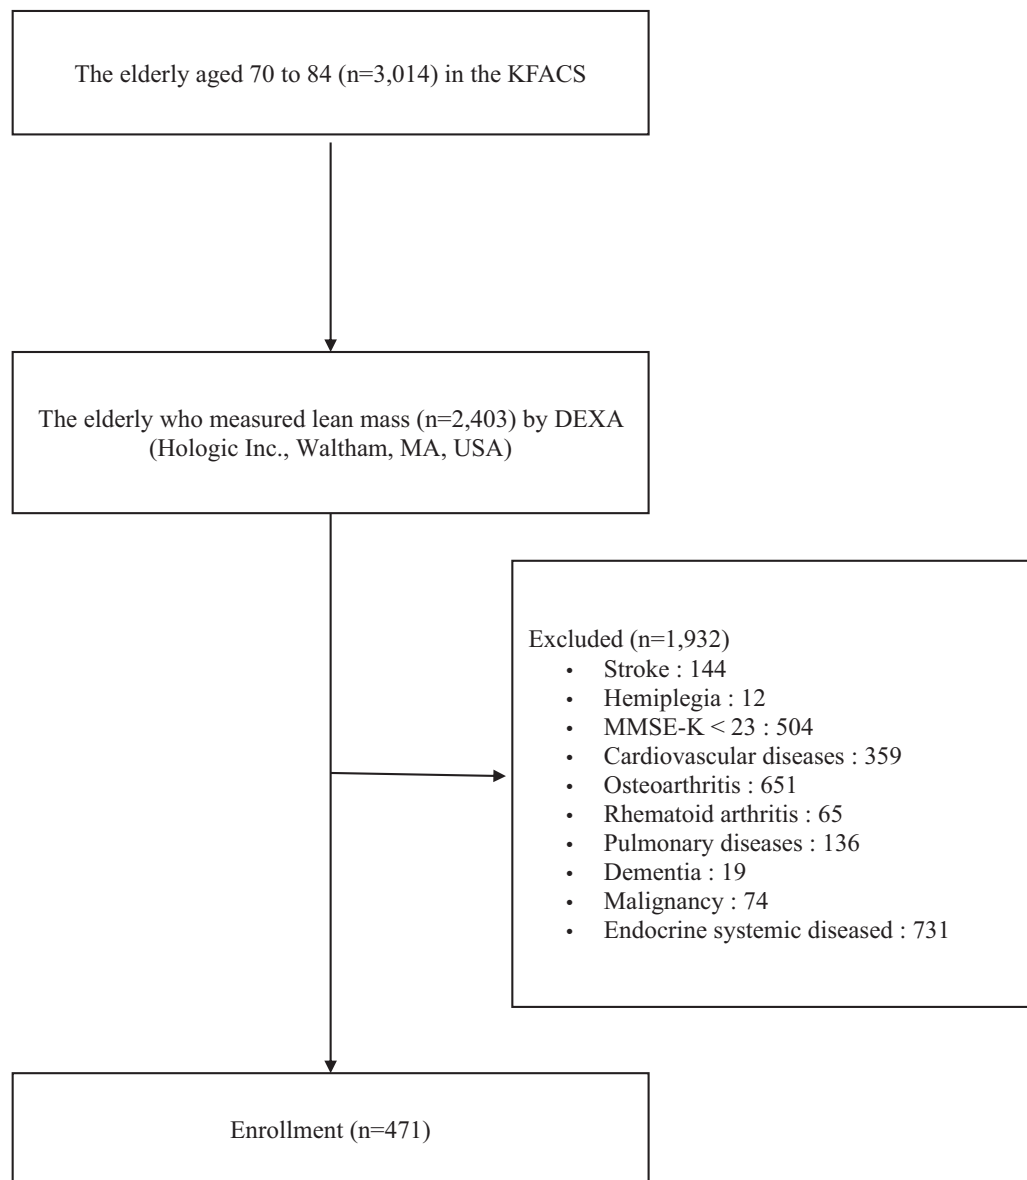 The elderly aged 70 to 84 (n=3,014) in the KFACS
The elderly who measured lean mass (n=2,403) by DEXA
(Hologic Inc., Waltham, MA, USA)
Excluded (n=1,932)
• Stroke : 144
• Hemiplegia : 12
• MMSE-K < 23 : 504
• Cardiovascular diseases : 359
• Osteoarthritis : 651
• Rhematoid arthritis : 65
• Pulmonary diseases : 136
• Dementia : 19
• Malignancy : 74
• Endocrine systemic diseased : 731
Enrollment (n=471)